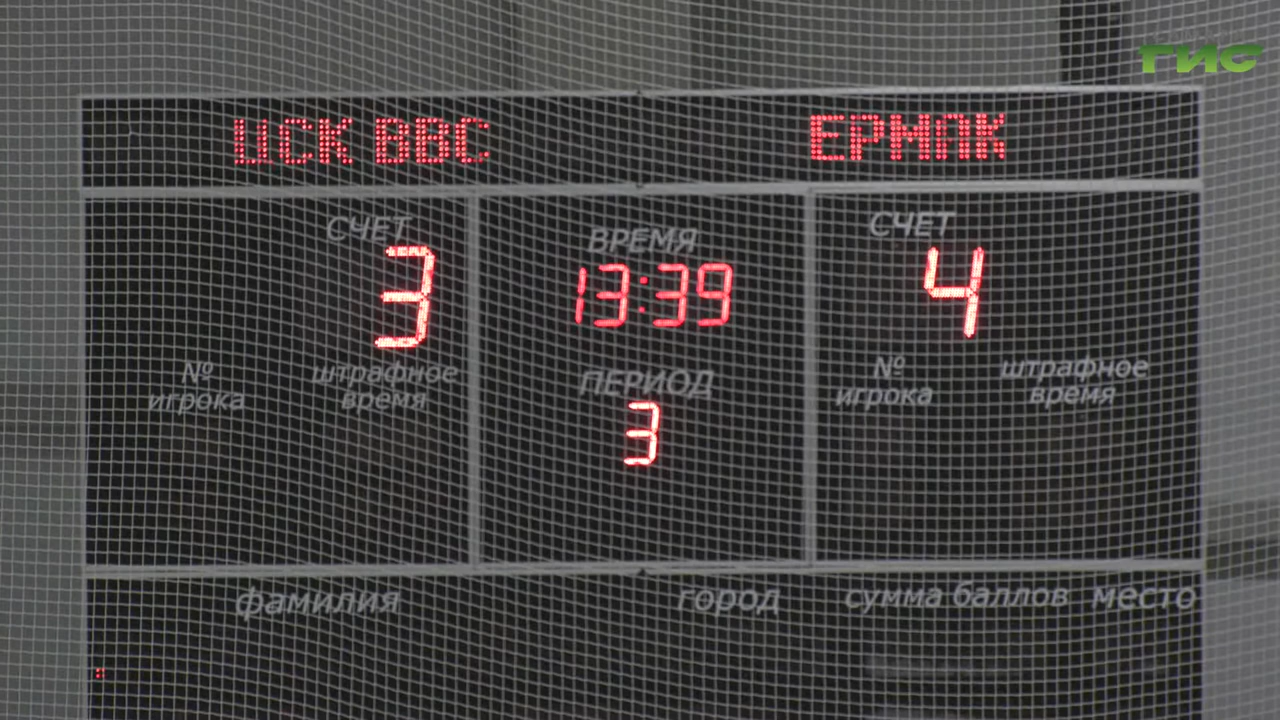 ГИС
ЦСК ВВС ЕРМАК
СЧЕТ ВРЕМЯ СЧЕТ
3 13:39 4
№ игрока
штрафное время
ПЕРИОД
3
№ игрока
штрафное время
фамилия город сумма баллов место